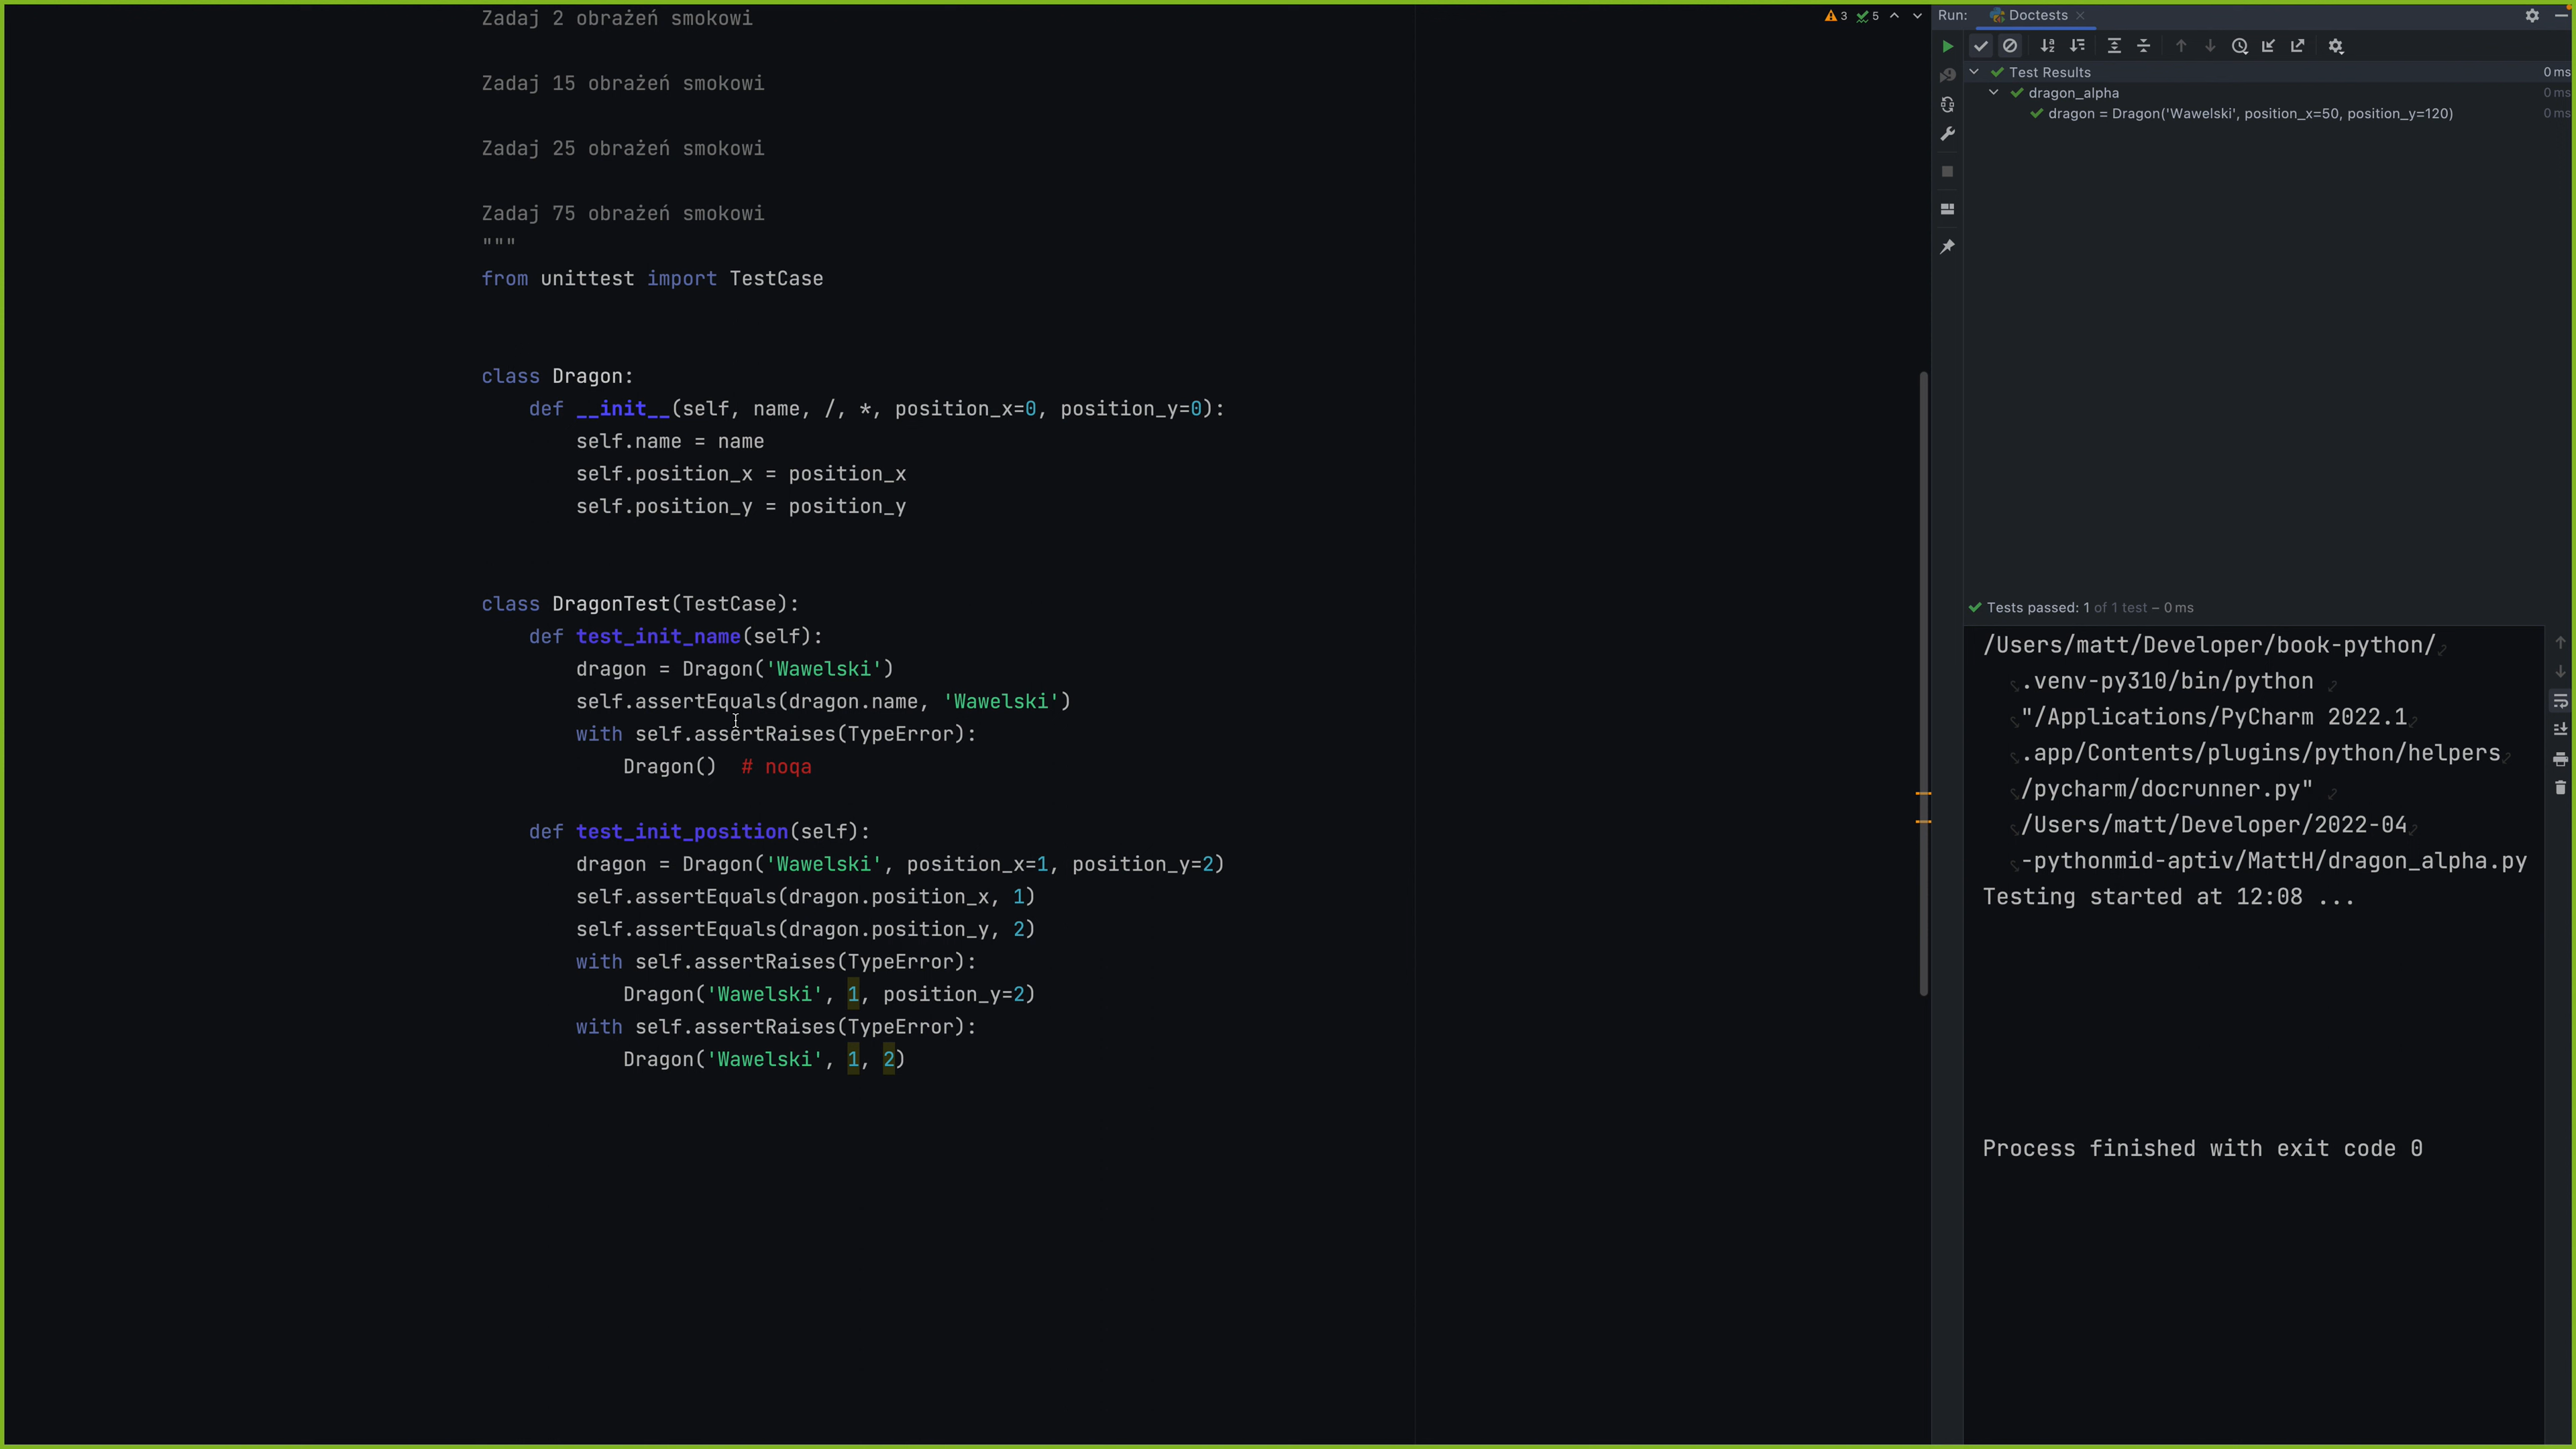 Zadaj 2 obrażeń smokowi
Zadaj 15 obrażeń smokowi
Zadaj 25 obrażeń smokowi
Zadaj 75 obrażeń smokowi
"""
from unittest import TestCase
class Dragon:
    def __init__(self, name, /, *, position_x=0, position_y=0):
        self.name = name
        self.position_x = position_x
        self.position_y = position_y
class DragonTest(TestCase):
    def test_init_name(self):
        dragon = Dragon('Wawelski')
        self.assertEquals(dragon.name, 'Wawelski')
        with self.assertRaises(TypeError):
            Dragon()  # noqa
    def test_init_position(self):
        dragon = Dragon('Wawelski', position_x=1, position_y=2)
        self.assertEquals(dragon.position_x, 1)
        self.assertEquals(dragon.position_y, 2)
        with self.assertRaises(TypeError):
            Dragon('Wawelski', 1, position_y=2)
        with self.assertRaises(TypeError):
            Dragon('Wawelski', 1, 2)
3 5
Run: Doctests
Test Results 0 ms
dragon_alpha 0 ms
dragon = Dragon('Wawelski', position_x=50, position_y=120) 0 ms
Tests passed: 1 of 1 test – 0 ms
/Users/matt/Developer/book-python/
.venv-py310/bin/python
"/Applications/PyCharm 2022.1
.app/Contents/plugins/python/helpers
/pycharm/docrunner.py"
/Users/matt/Developer/2022-04
-pythonmid-aptiv/MattH/dragon_alpha.py
Testing started at 12:08 ...
Process finished with exit code 0